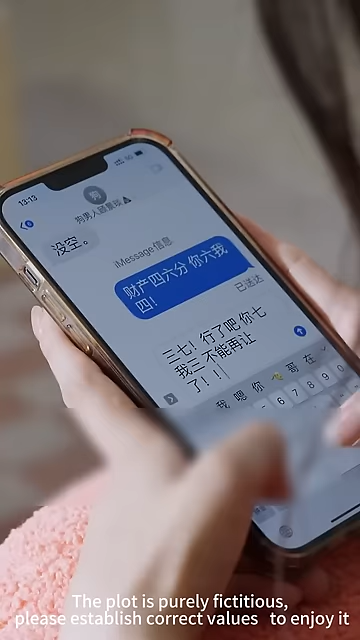 13:13
没空。
iMessage信息
财产四六分 你六我
四！
已送达
三七！行了吧 你七
我三 不能再让
了！！
我 嗯 你 哥 在
6 7 8 9 0
The plot is purely fictitious,
please establish correct values to enjoy it